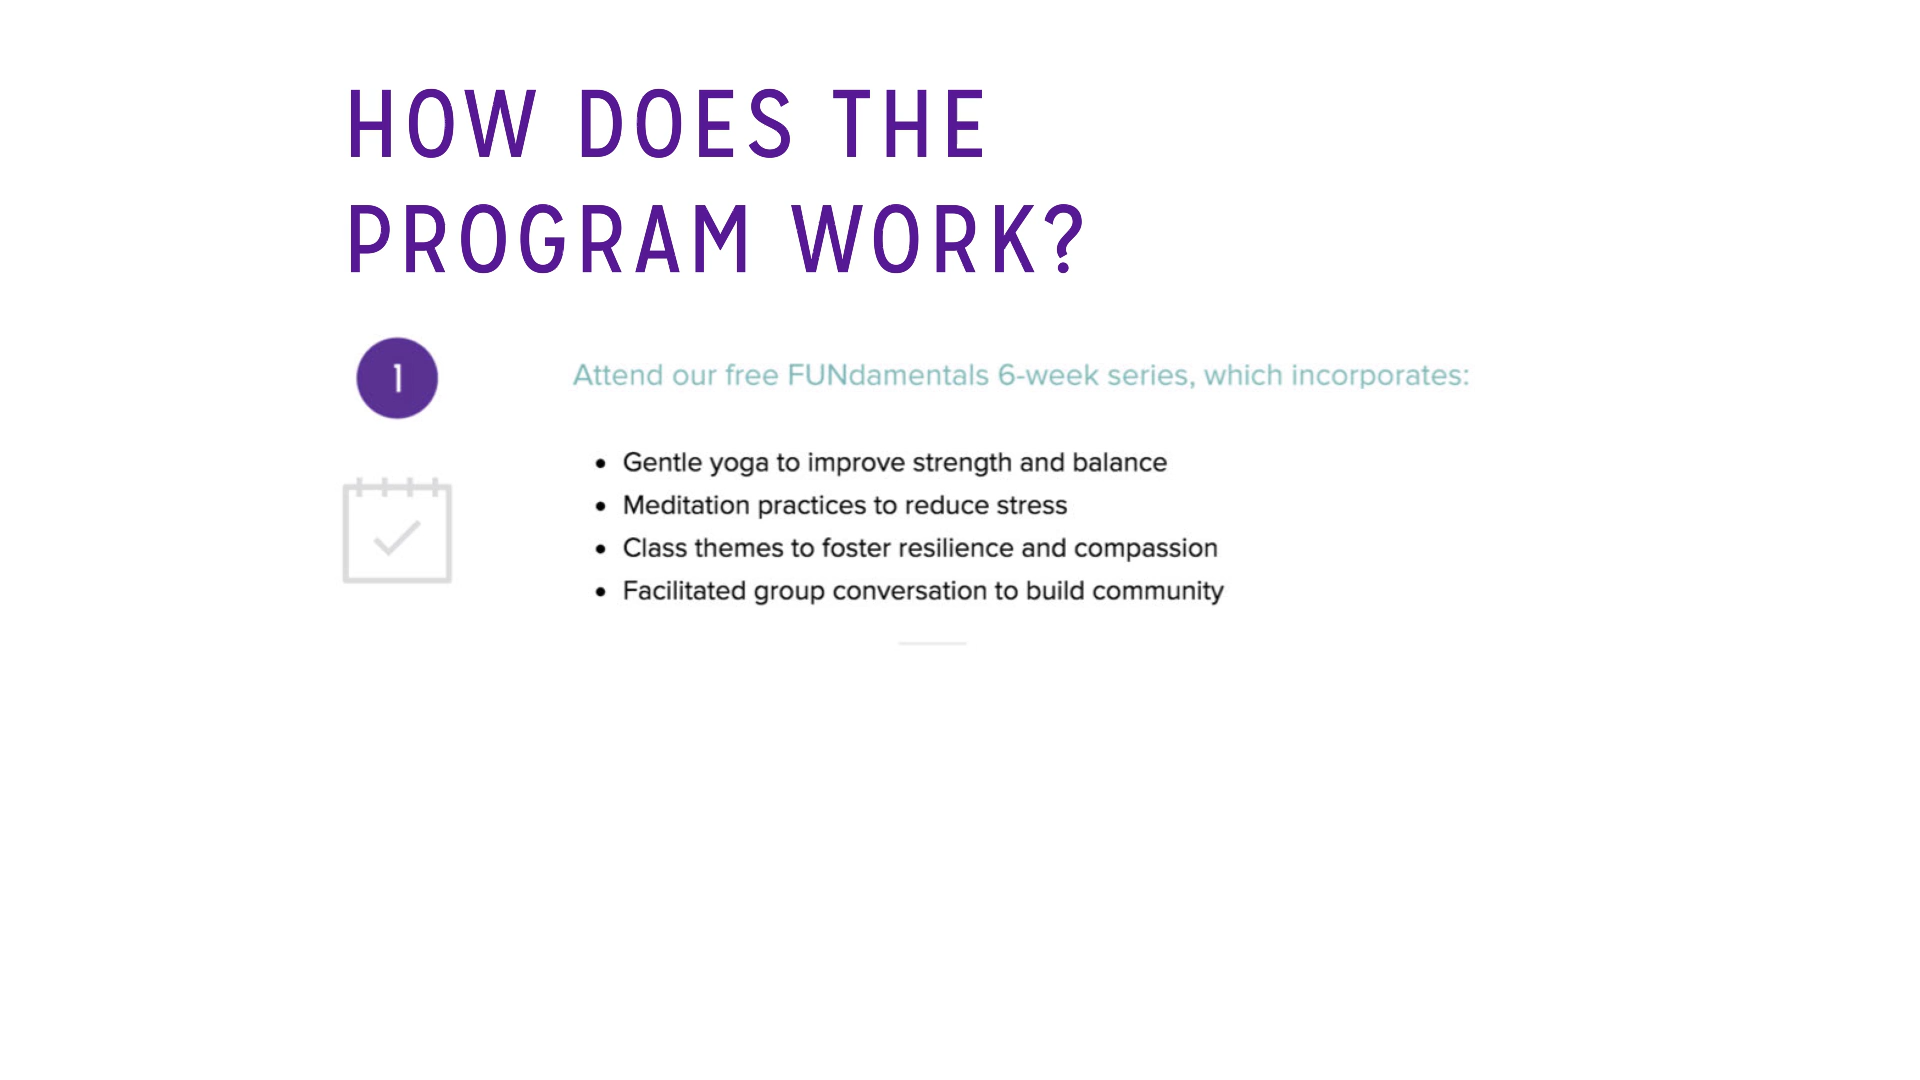 HOW DOES THE
PROGRAM WORK?
1
Attend our free FUNdamentals 6-week series, which incorporates:
• Gentle yoga to improve strength and balance
• Meditation practices to reduce stress
• Class themes to foster resilience and compassion
• Facilitated group conversation to build community